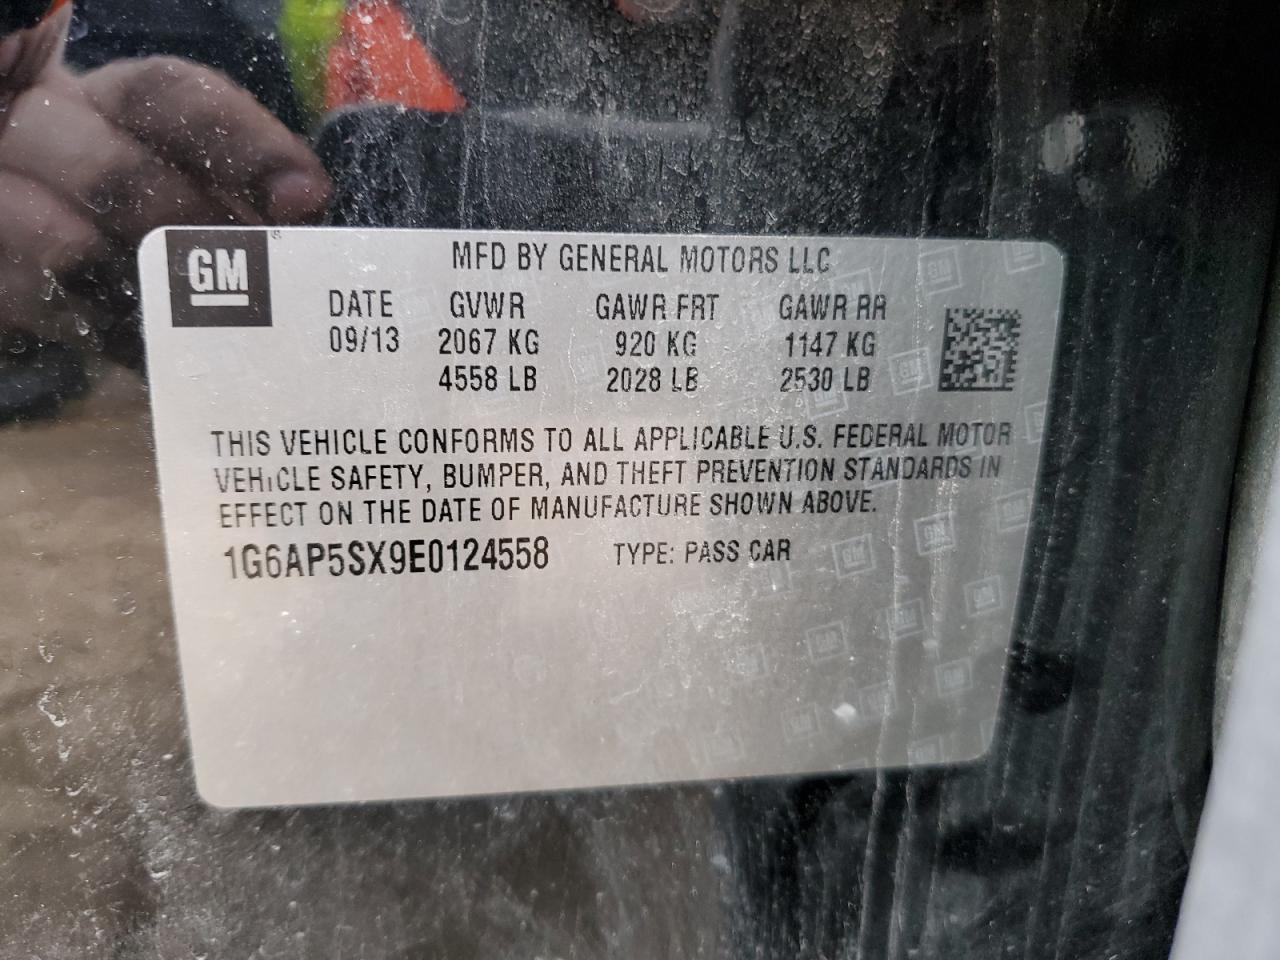 GM
MFD BY GENERAL MOTORS LLC
DATE GVWR GAWR FRT GAWR RR
09/13 2067 KG 920 KG 1147 KG
4558 LB 2028 LB 2530 LB
THIS VEHICLE CONFORMS TO ALL APPLICABLE U.S. FEDERAL MOTOR
VEHICLE SAFETY, BUMPER, AND THEFT PREVENTION STANDARDS IN
EFFECT ON THE DATE OF MANUFACTURE SHOWN ABOVE.
1G6AP5SX9E0124558 TYPE: PASS CAR